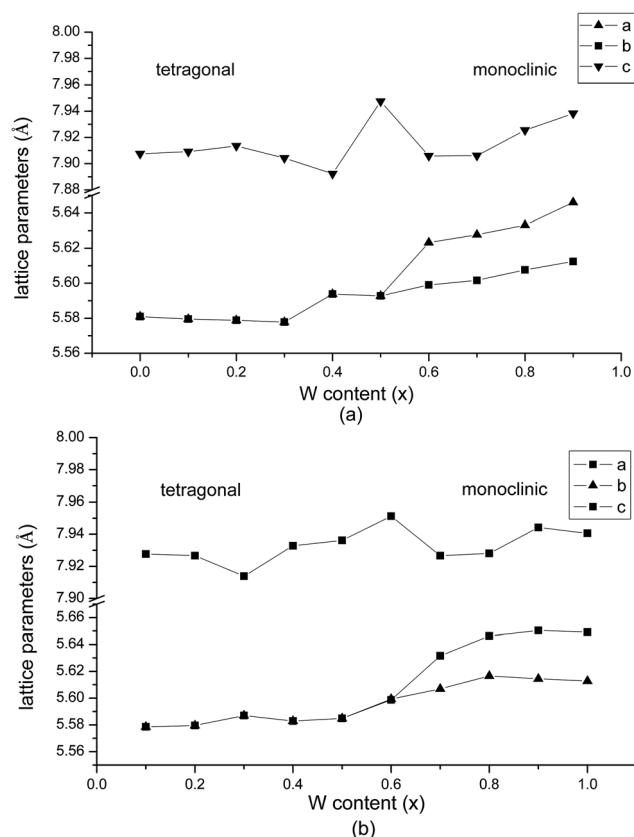 8.00
7.98
7.96
7.94
7.92
7.90
7.88
5.64
5.62
5.60
5.58
5.56
lattice parameters (Å)
tetragonal
monoclinic
a
b
c
0.0 0.2 0.4 0.6 0.8 1.0
W content (x)
(a)
8.00
7.98
7.96
7.94
7.92
7.90
5.66
5.64
5.62
5.60
5.58
5.56
lattice parameters (Å)
tetragonal
monoclinic
a
b
c
0.0 0.2 0.4 0.6 0.8 1.0
W content (x)
(b)